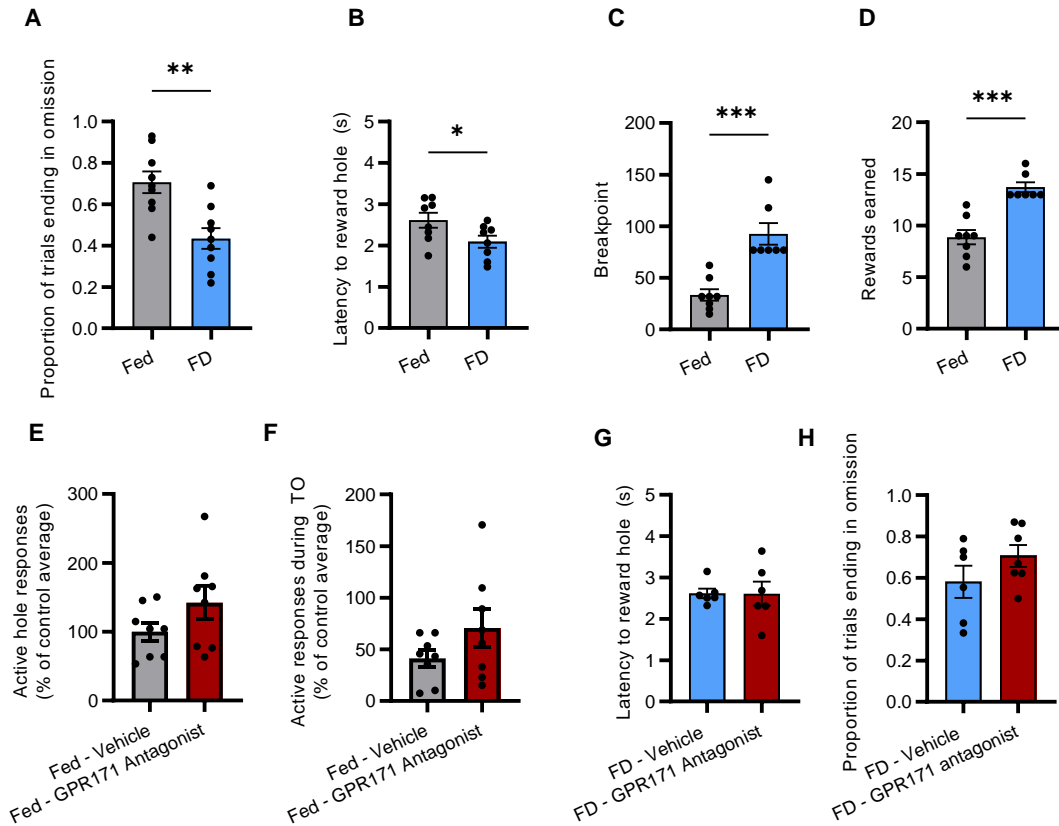 A
Proportion of trials ending in omission
**
1.0
0.8
0.6
0.4
0.2
0.0
Fed
FD
B
Latency to reward hole (s)
*
5
4
3
2
1
0
Fed
FD
C
Breakpoint
***
200
150
100
50
0
Fed
FD
D
Rewards earned
***
20
15
10
5
0
Fed
FD
E
Active hole responses
(% of control average)
300
200
100
0
Fed - Vehicle
Fed - GPR171 Antagonist
F
Active responses during TO
(% of control average)
200
150
100
50
0
Fed - Vehicle
Fed - GPR171 Antagonist
G
Latency to reward hole (s)
5
4
3
2
1
0
FD - Vehicle
FD - GPR171 Antagonist
H
Proportion of trials ending in omission
1.0
0.8
0.6
0.4
0.2
0.0
FD - Vehicle
FD - GPR171 antagonist